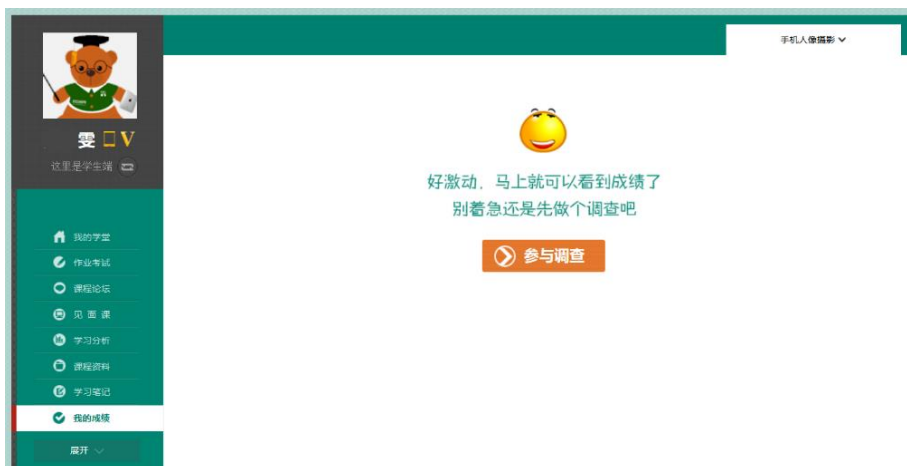 手机人像摄影
雯 V
这里是学生端
好激动，马上就可以看到成绩了
别着急还是先做个调查吧
参与调查
我的学堂
作业考试
课程论坛
见面课
学习分析
课程资料
学习笔记
我的成绩
展开